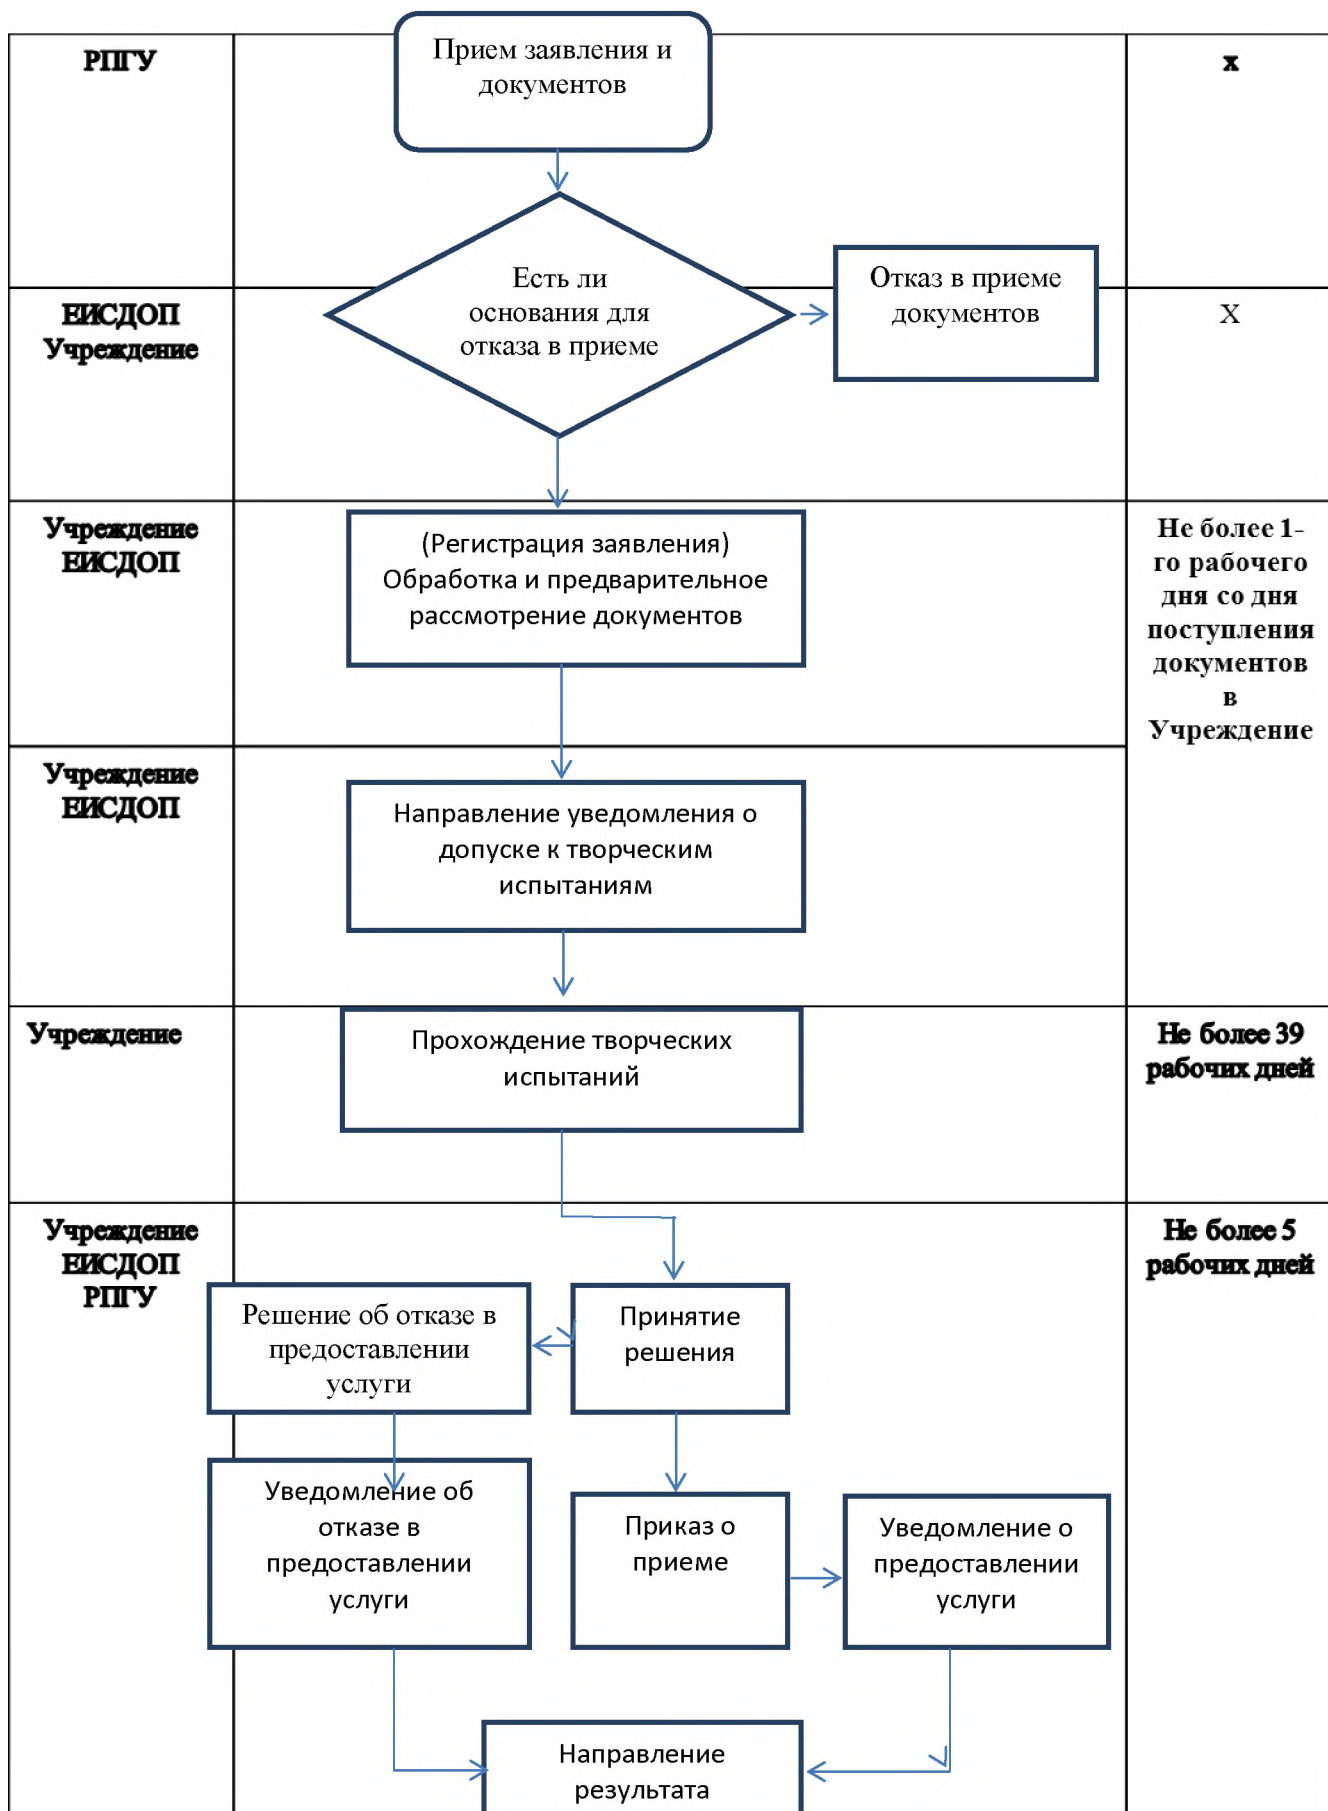 РПГУ
Прием заявления и
документов
х
Есть ли
основания для
отказа в приеме
Отказ в приеме
документов
ЕИСДОП
Учреждение
Х
Учреждение
ЕИСДОП
(Регистрация заявления)
Обработка и предварительное
рассмотрение документов
Не более 1-
го рабочего
дня со дня
поступления
документов
в
Учреждение
Учреждение
ЕИСДОП
Направление уведомления о
допуске к творческим
испытаниям
Учреждение
Прохождение творческих
испытаний
Не более 39
рабочих дней
Учреждение
ЕИСДОП
РПГУ
Не более 5
рабочих дней
Решение об отказе в
предоставлении
услуги
Принятие
решения
Уведомление об
отказе в
предоставлении
услуги
Приказ о
приеме
Уведомление о
предоставлении
услуги
Направление
результата